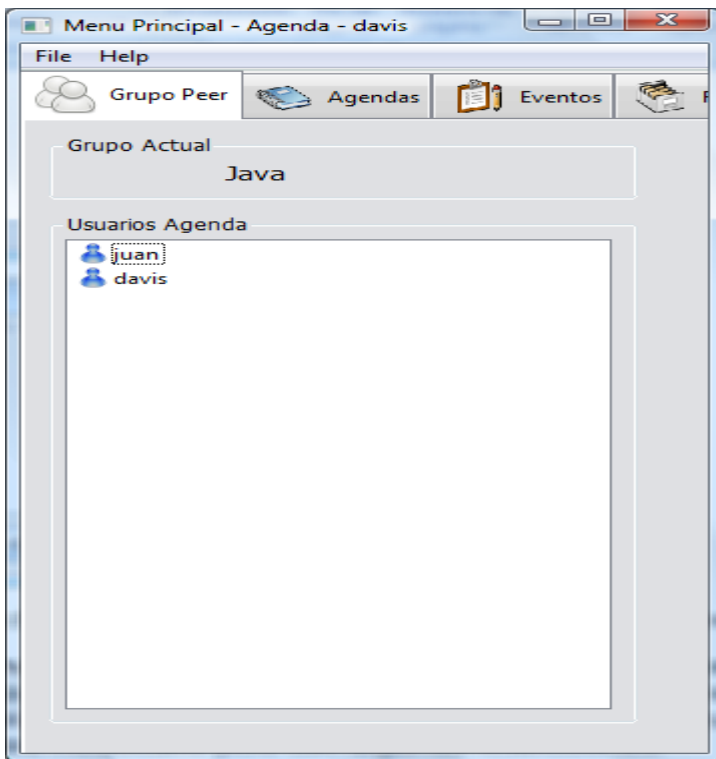 Menu Principal - Agenda - davis
File Help
Grupo Peer Agendas Eventos
Grupo Actual
Java
Usuarios Agenda
juan
davis